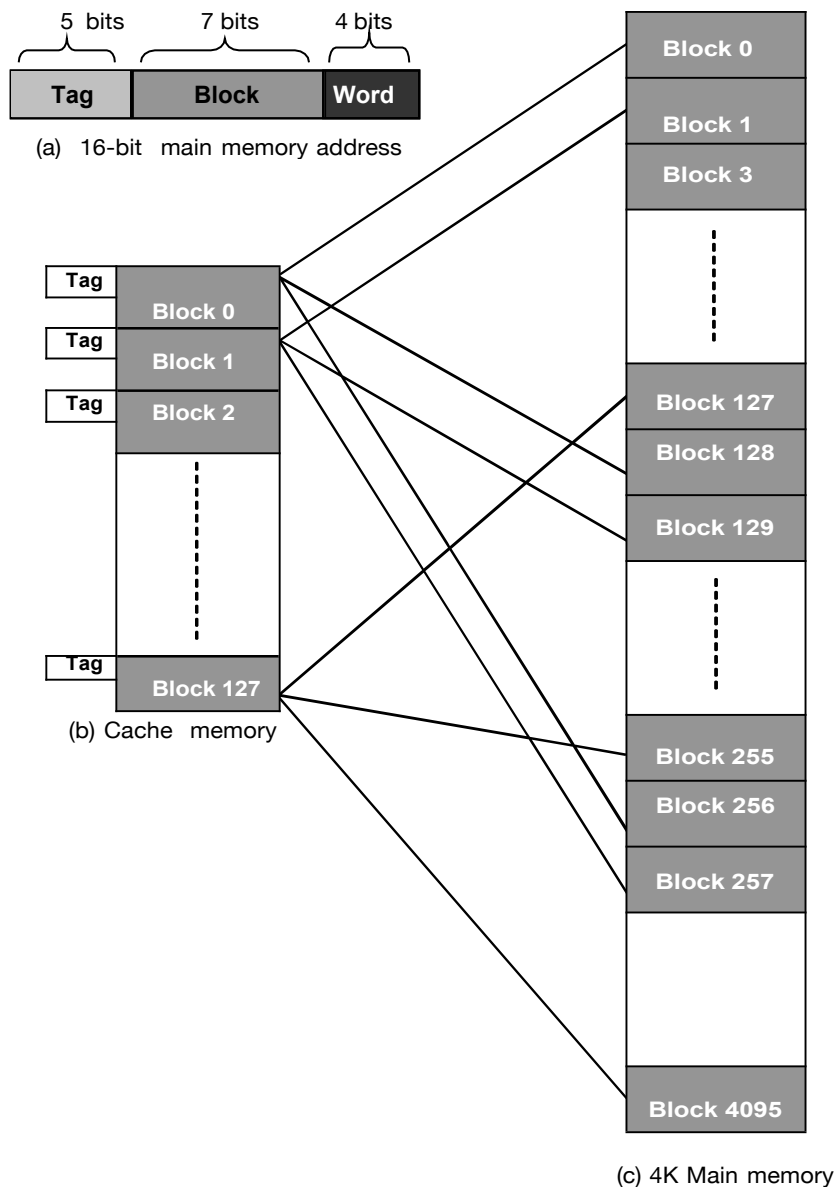 5 bits 7 bits 4 bits
Tag Block Word
(a) 16-bit main memory address
Tag Block 0
Tag Block 1
Tag Block 2
Tag Block 127
(b) Cache memory
Block 0
Block 1
Block 3
Block 127
Block 128
Block 129
Block 255
Block 256
Block 257
Block 4095
(c) 4K Main memory